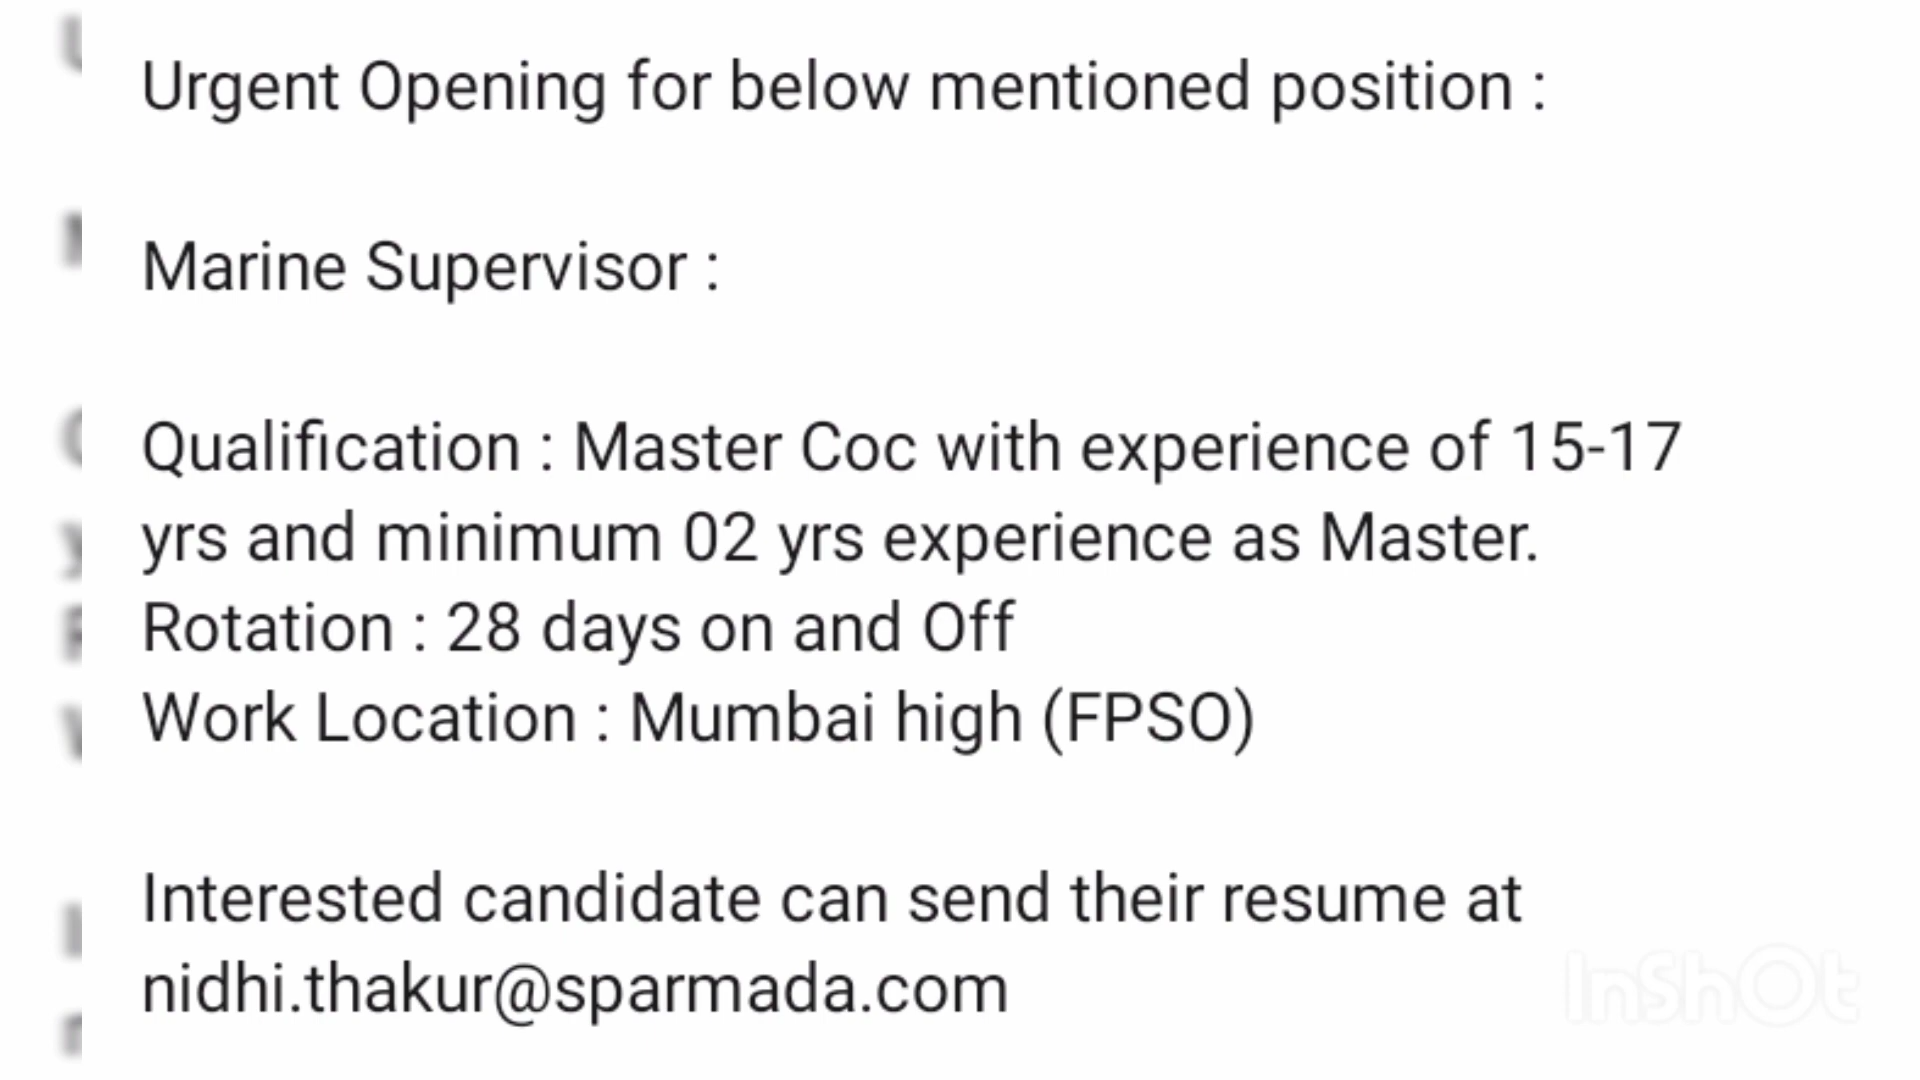 Urgent Opening for below mentioned position :
Marine Supervisor :
Qualification : Master Coc with experience of 15-17
yrs and minimum 02 yrs experience as Master.
Rotation : 28 days on and Off
Work Location : Mumbai high (FPSO)
Interested candidate can send their resume at
nidhi.thakur@sparmada.com
InShOt